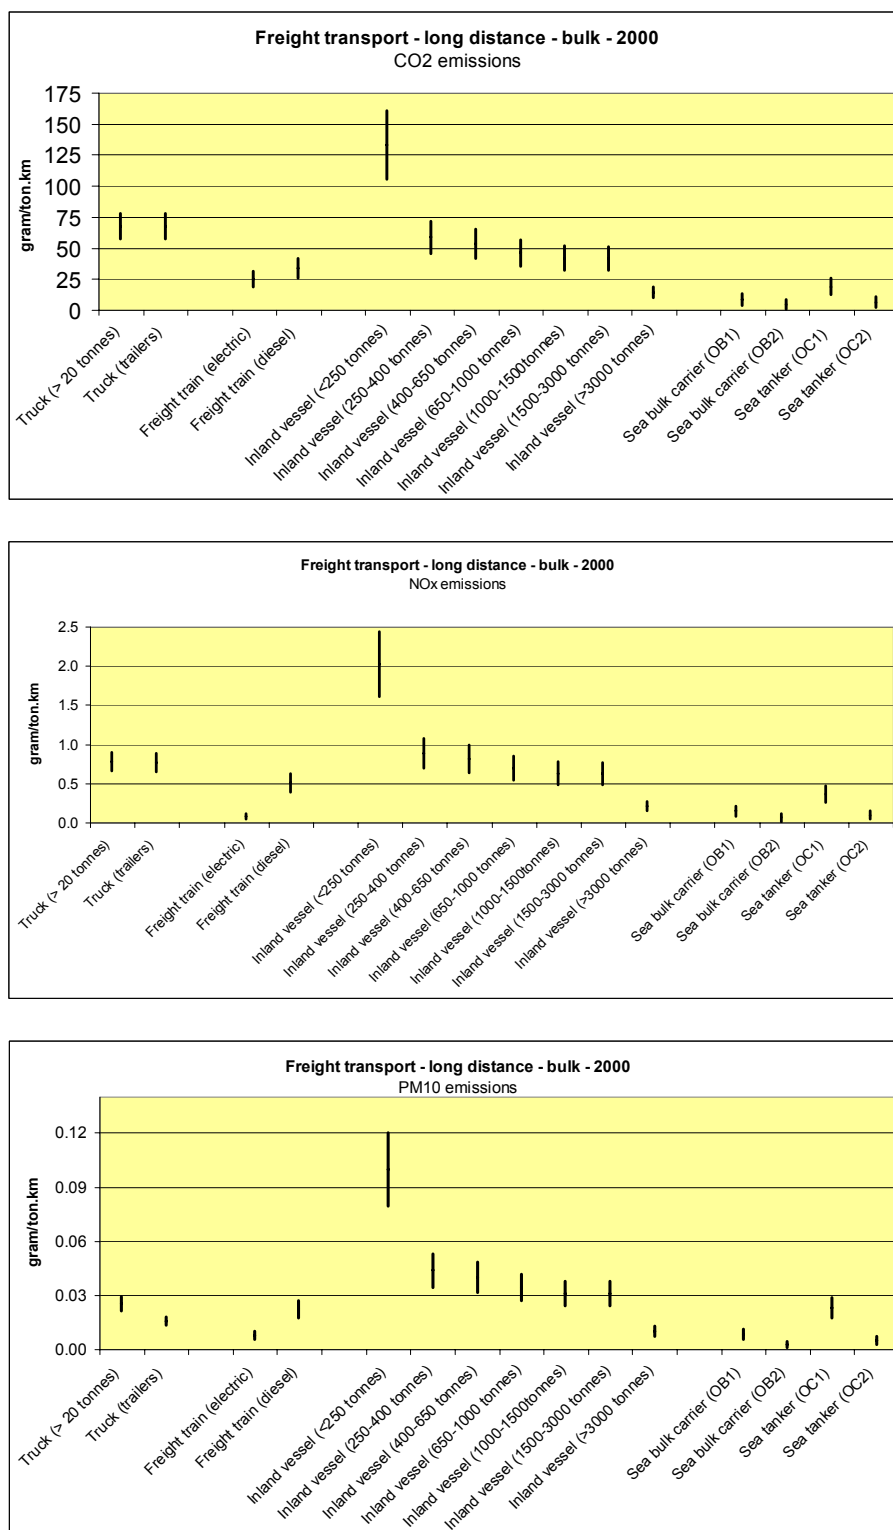 Freight transport - long distance - bulk - 2000
CO2 emissions
gram/ton.km
175
150
125
100
75
50
25
0
Truck (> 20 tonnes)
Truck (trailers)
Freight train (electric)
Freight train (diesel)
Inland vessel (<250 tonnes)
Inland vessel (250-400 tonnes)
Inland vessel (400-650 tonnes)
Inland vessel (650-1000 tonnes)
Inland vessel (1000-1500tonnes)
Inland vessel (1500-3000 tonnes)
Inland vessel (>3000 tonnes)
Sea bulk carrier (OB1)
Sea bulk carrier (OB2)
Sea tanker (OC1)
Sea tanker (OC2)
Freight transport - long distance - bulk - 2000
NOx emissions
gram/ton.km
2.5
2.0
1.5
1.0
0.5
0.0
Truck (> 20 tonnes)
Truck (trailers)
Freight train (electric)
Freight train (diesel)
Inland vessel (<250 tonnes)
Inland vessel (250-400 tonnes)
Inland vessel (400-650 tonnes)
Inland vessel (650-1000 tonnes)
Inland vessel (1000-1500tonnes)
Inland vessel (1500-3000 tonnes)
Inland vessel (>3000 tonnes)
Sea bulk carrier (OB1)
Sea bulk carrier (OB2)
Sea tanker (OC1)
Sea tanker (OC2)
Freight transport - long distance - bulk - 2000
PM10 emissions
gram/ton.km
0.12
0.09
0.06
0.03
0.00
Truck (> 20 tonnes)
Truck (trailers)
Freight train (electric)
Freight train (diesel)
Inland vessel (<250 tonnes)
Inland vessel (250-400 tonnes)
Inland vessel (400-650 tonnes)
Inland vessel (650-1000 tonnes)
Inland vessel (1000-1500tonnes)
Inland vessel (1500-3000 tonnes)
Inland vessel (>3000 tonnes)
Sea bulk carrier (OB1)
Sea bulk carrier (OB2)
Sea tanker (OC1)
Sea tanker (OC2)